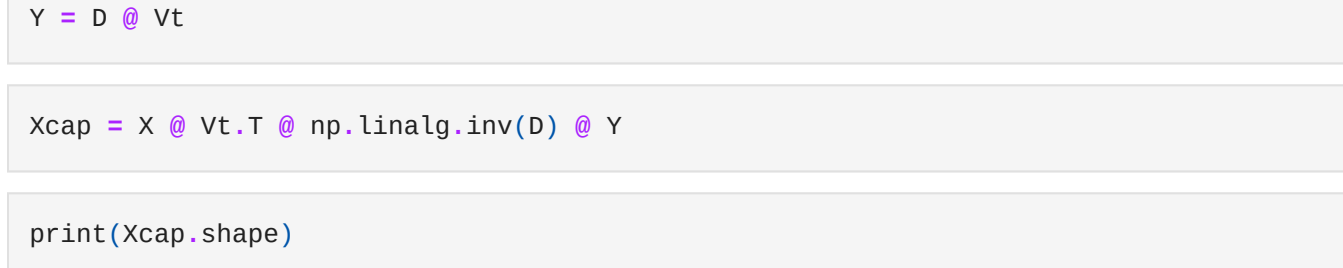 Y = D @ Vt
Xcap = X @ Vt.T @ np.linalg.inv(D) @ Y
print(Xcap.shape)